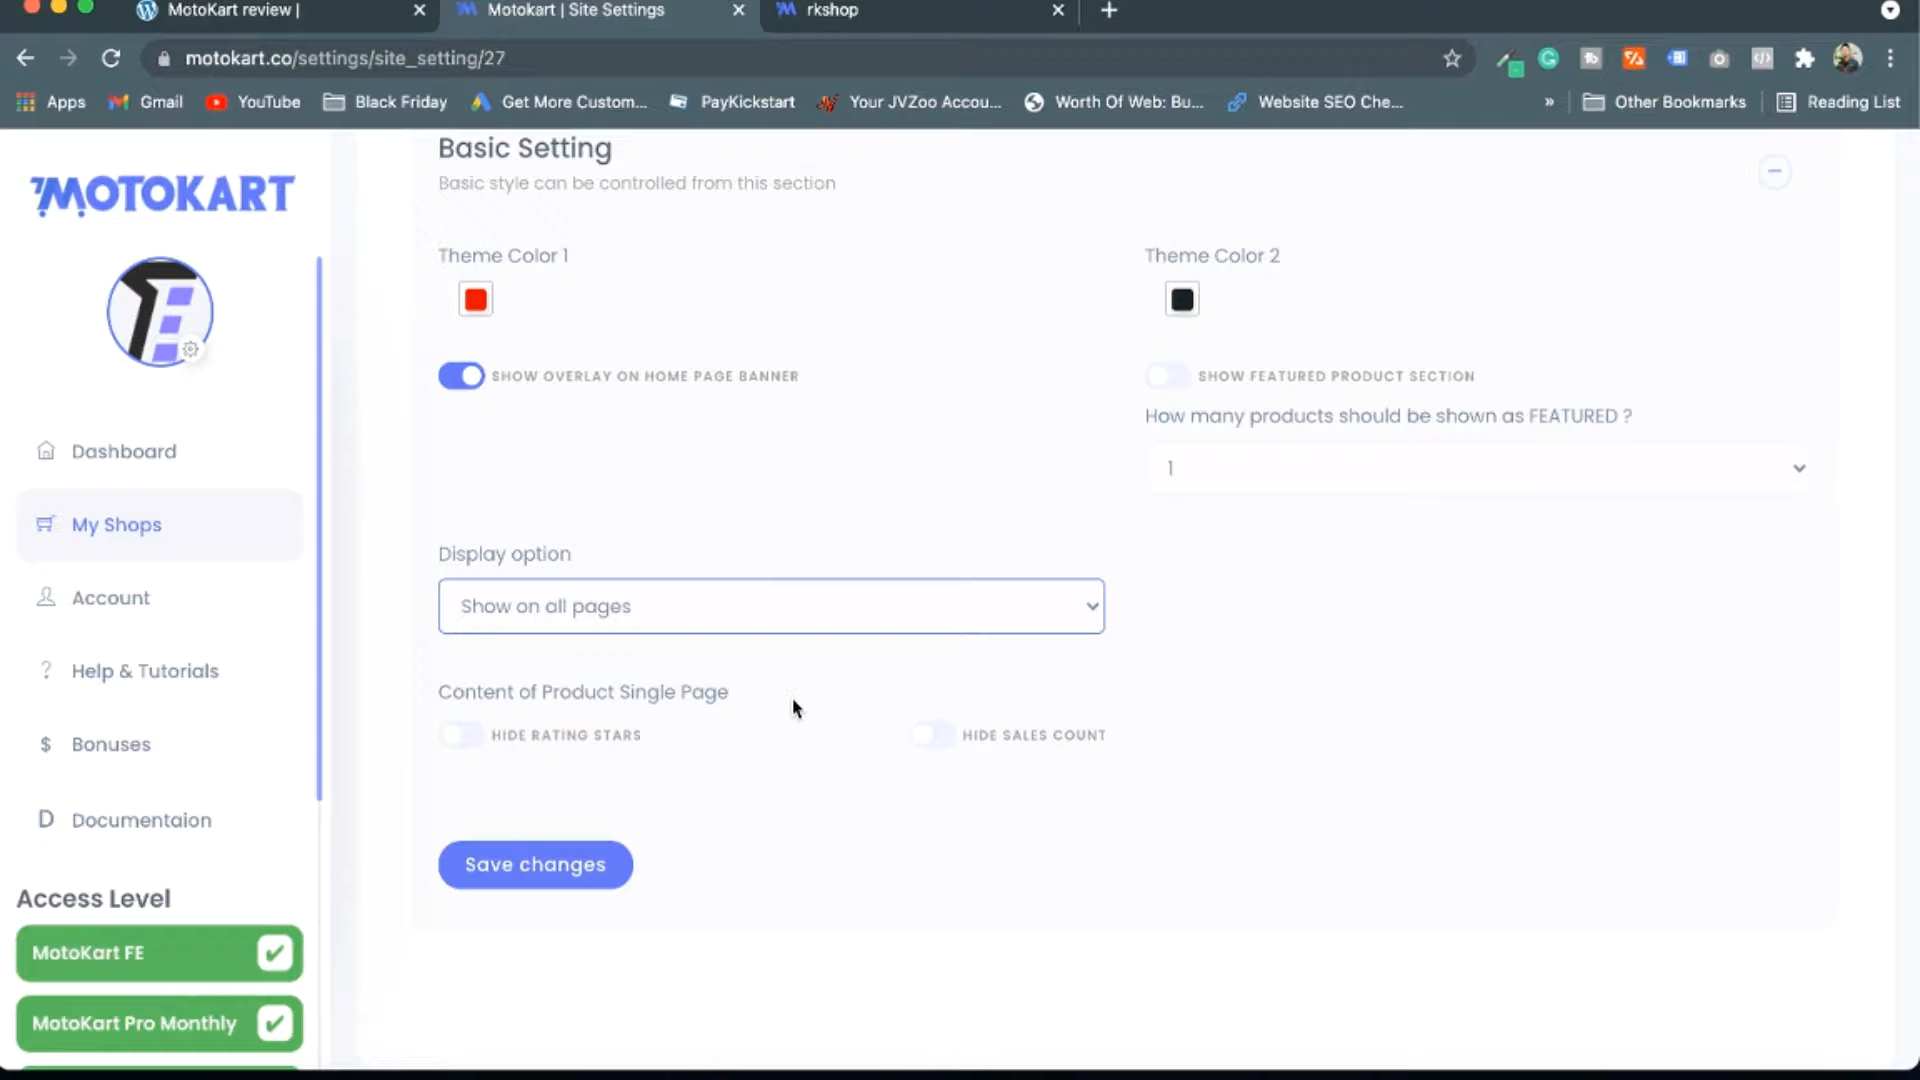 MotoKart review |
Motokart | Site Settings
rkshop
motokart.co/settings/site_setting/27
Apps
Gmail
YouTube
Black Friday
Get More Custom...
PayKickstart
Your JVZoo Accou...
Worth Of Web: Bu...
Website SEO Che...
»
Other Bookmarks
Reading List
MOTOKART
Dashboard
My Shops
Account
Help & Tutorials
Bonuses
Documentaion
Access Level
MotoKart FE
MotoKart Pro Monthly
Basic Setting
Basic style can be controlled from this section
Theme Color 1
Theme Color 2
SHOW OVERLAY ON HOME PAGE BANNER
SHOW FEATURED PRODUCT SECTION
How many products should be shown as FEATURED ?
1
Display option
Show on all pages
Content of Product Single Page
HIDE RATING STARS
HIDE SALES COUNT
Save changes